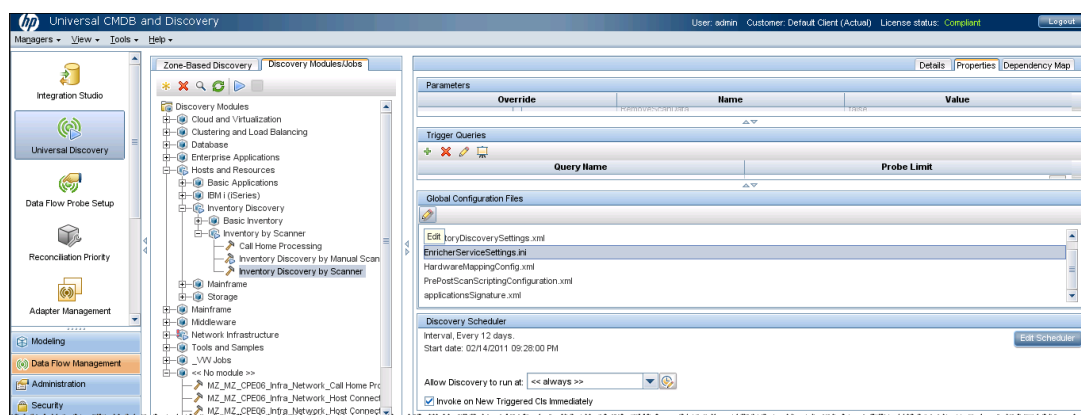 hp Universal CMDB and Discovery
User: admin Customer: Default Client (Actual) License status: Compliant
Logout
Managers View Tools Help
Integration Studio
Universal Discovery
Data Flow Probe Setup
Reconciliation Priority
Adapter Management
Modeling
Data Flow Management
Administration
Security
Zone-Based Discovery Discovery Modules/Jobs
Discovery Modules
Cloud and Virtualization
Clustering and Load Balancing
Database
Enterprise Applications
Hosts and Resources
Basic Applications
IBM i (iSeries)
Inventory Discovery
Basic Inventory
Inventory by Scanner
Call Home Processing
Inventory Discovery by Manual Scan
Inventory Discovery by Scanner
Mainframe
Storage
Mainframe
Middleware
Network Infrastructure
Tools and Samples
_VW Jobs
<< No module >>
MZ_MZ_CPE06_Infra_Network_Call Home Pro
MZ_MZ_CPE06_Infra_Network_Host Connect
MZ_MZ_CPE06_Infra_Network_Host Connect
Details Properties Dependency Map
Parameters
Override Name Value
RemoveScanData false
Trigger Queries
Query Name Probe Limit
Global Configuration Files
Edit
toryDiscoverySettings.xml
EnricherServiceSettings.ini
HardwareMappingConfig.xml
PrePostScanScriptingConfiguration.xml
applicationsSignature.xml
Discovery Scheduler
Interval, Every 12 days.
Start date: 02/14/2011 09:28:00 PM
Edit Scheduler
Allow Discovery to run at: << always >>
Invoke on New Triggered CIs Immediately